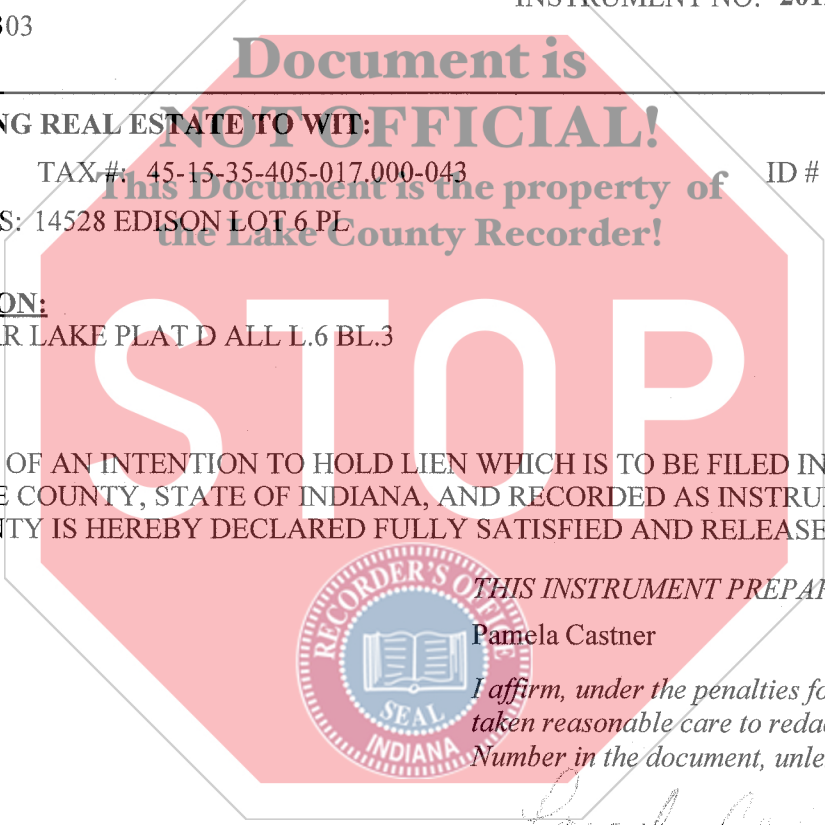 INSTRUMENT NO. 201
303
Document is
NOT OFFICIAL!
NG REAL ESTATE TO WIT:
TAX #: 45-15-35-405-017.000-043 ID #
This Document is the property of
S: 14528 EDISON LOT 6 PL
the Lake County Recorder!
ON:
R LAKE PLAT D ALL L.6 BL.3
STOP
OF AN INTENTION TO HOLD LIEN WHICH IS TO BE FILED IN
E COUNTY, STATE OF INDIANA, AND RECORDED AS INSTRU
NTY IS HEREBY DECLARED FULLY SATISFIED AND RELEASE
THIS INSTRUMENT PREPAR
Pamela Castner
RECORDER'S OFFICE
SEAL
INDIANA
I affirm, under the penalties fo
taken reasonable care to redac
Number in the document, unle